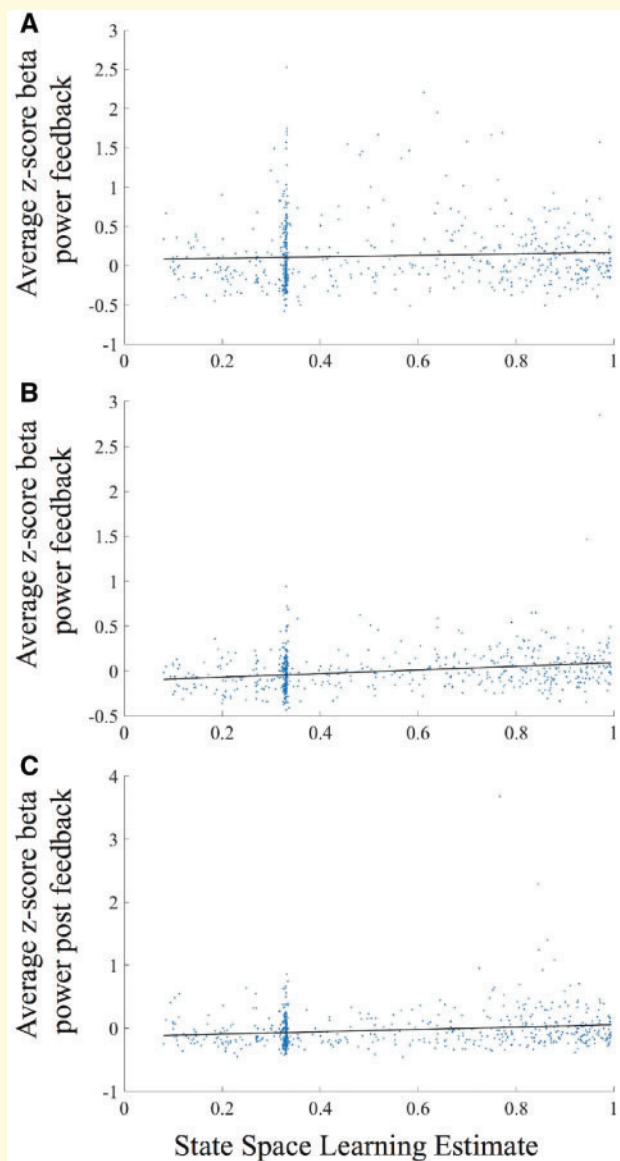 A
Average z-score beta
power feedback
3
2.5
2
1.5
1
0.5
0
-0.5
-1
0 0.2 0.4 0.6 0.8 1
B
Average z-score beta
power feedback
3
2.5
2
1.5
1
0.5
0
-0.5
0 0.2 0.4 0.6 0.8 1
C
Average z-score beta
power post feedback
4
3
2
1
0
-1
0 0.2 0.4 0.6 0.8 1
State Space Learning Estimate